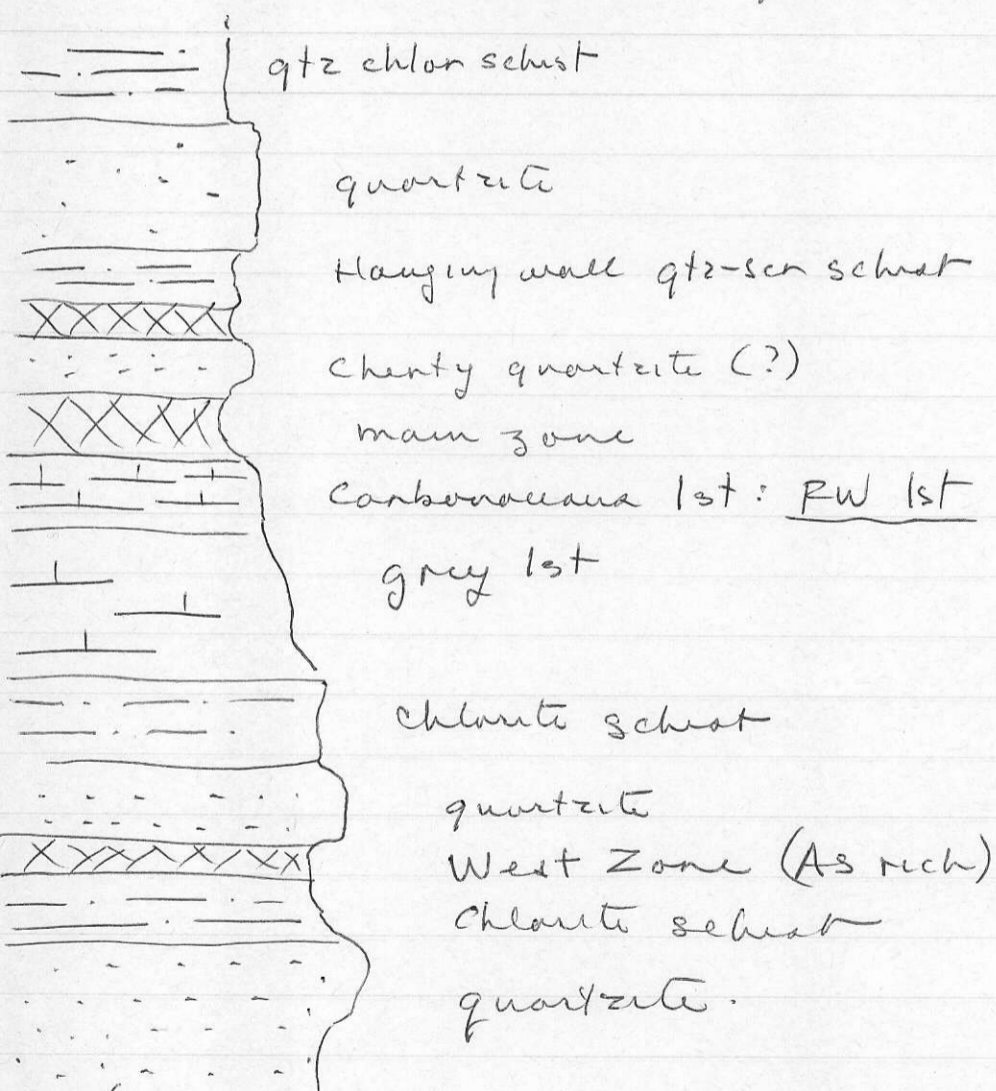 qtz chlor schist
quartzite
Hanging wall qtz-ser schist
cherty quartzite (?)
main zone
Carbonaceous lst: FW lst
grey lst
chlorite schist
quartzite
West Zone (As rich)
chlorite schist
quartzite.